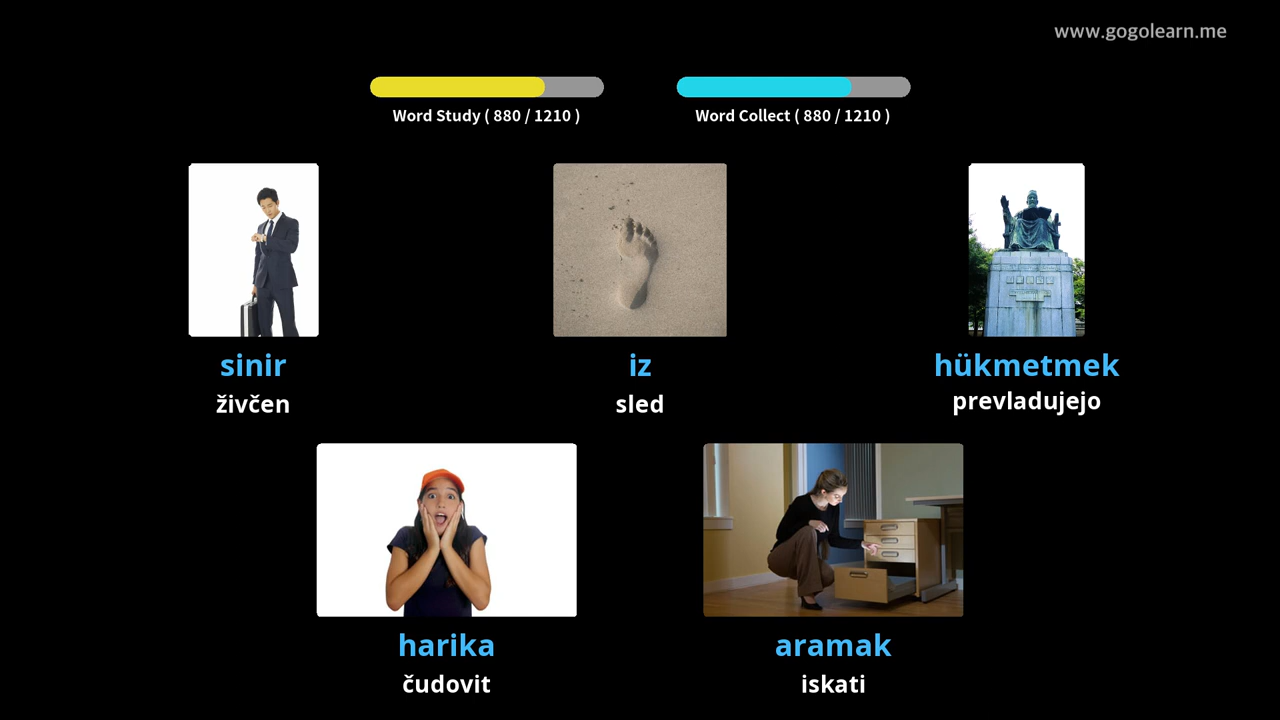 www.gogolearn.me
Word Study ( 880 / 1210 )
Word Collect ( 880 / 1210 )
sinir
živčen
iz
sled
hükmetmek
prevladujejo
harika
čudovit
aramak
iskati